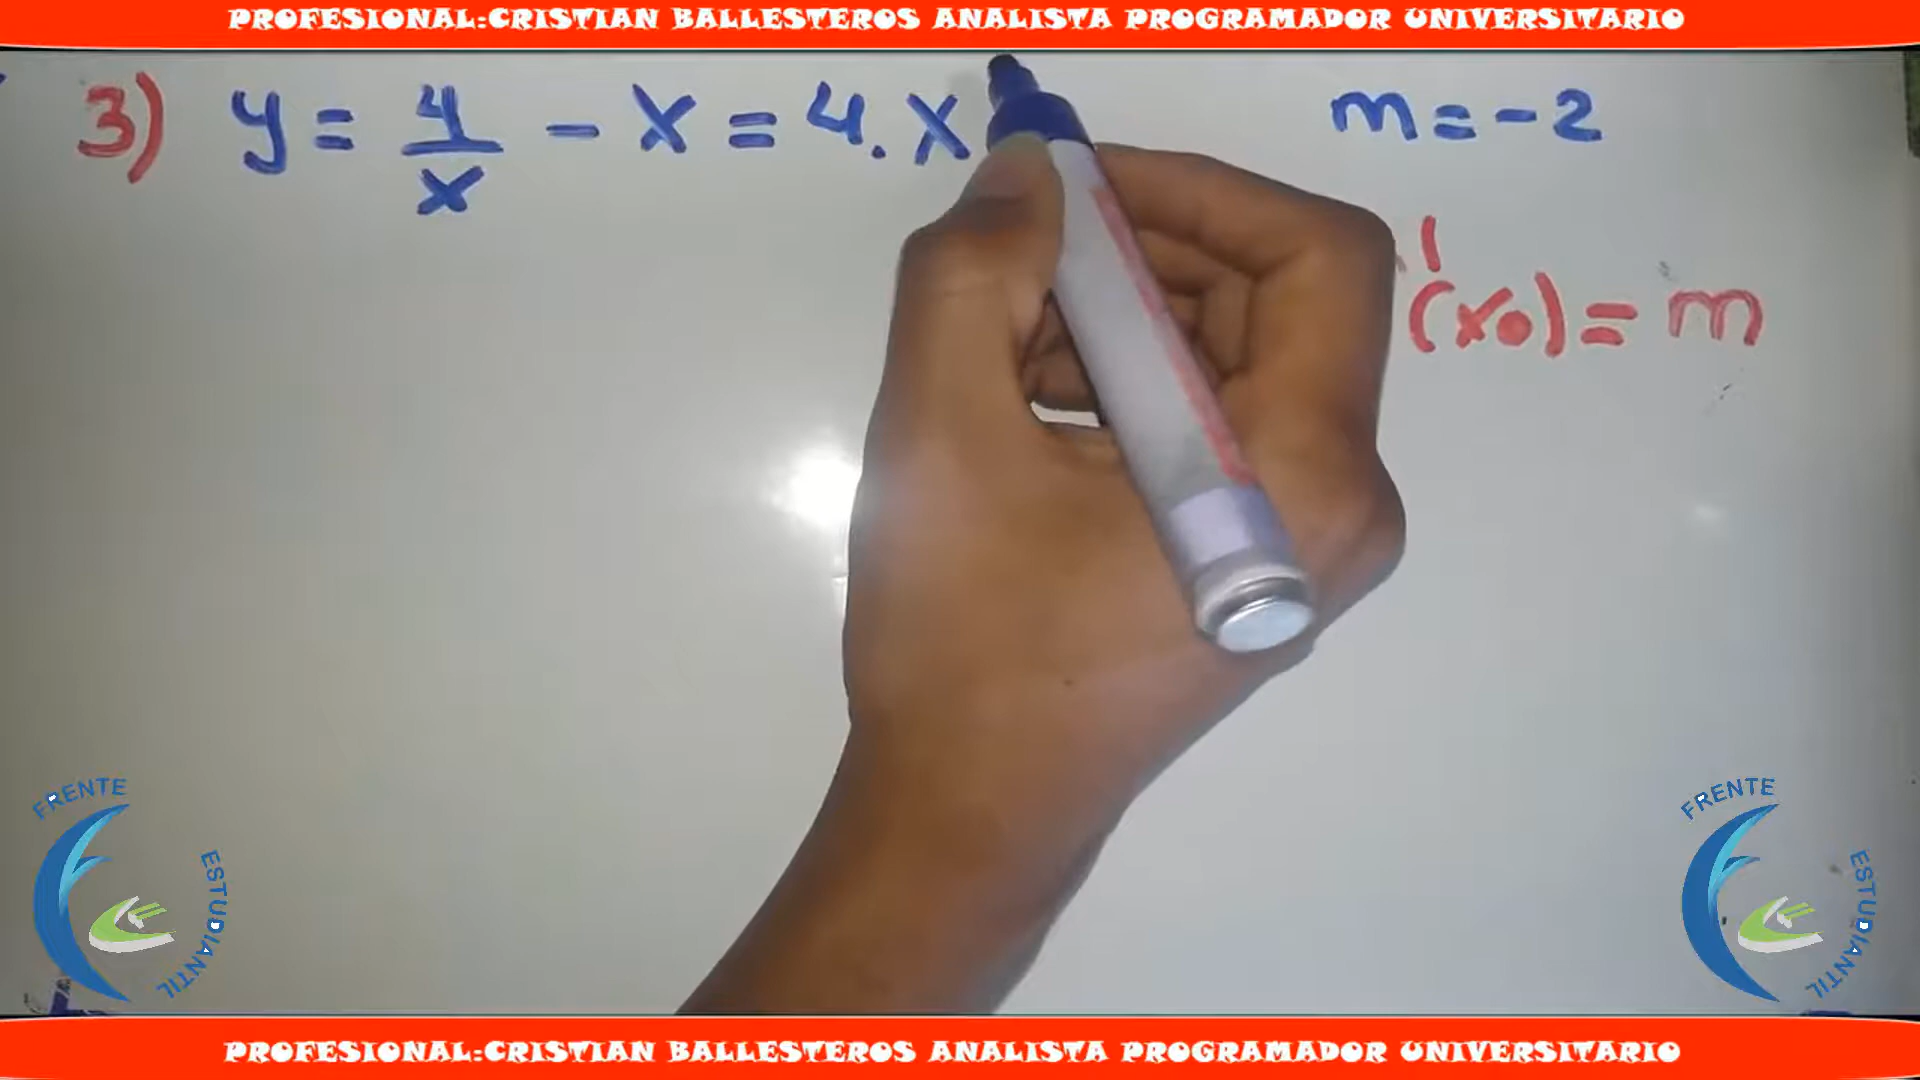 PROFESIONAL:CRISTIAN BALLESTEROS ANALISTA PROGRAMADOR UNIVERSITARIO
3) y = 4/x - x = 4.x
m = -2
'(x0) = m
FRENTE ESTUDIANTIL
FRENTE ESTUDIANTIL
PROFESIONAL:CRISTIAN BALLESTEROS ANALISTA PROGRAMADOR UNIVERSITARIO